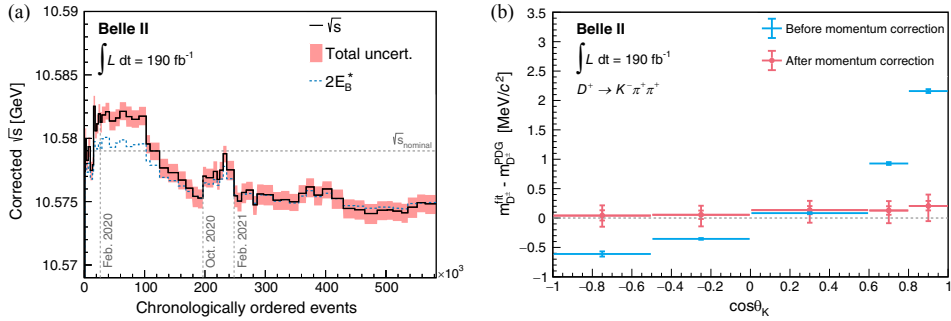 (a)
Belle II
∫ L dt = 190 fb⁻¹
√s
Total uncert.
2E*B
√s nominal
Corrected √s [GeV]
10.59
10.585
10.58
10.575
10.57
Feb. 2020
Oct. 2020
Feb. 2021
0 100 200 300 400 500
×10³
Chronologically ordered events
(b)
Belle II
∫ L dt = 190 fb⁻¹
D⁺ → K⁻π⁺π⁺
Before momentum correction
After momentum correction
m^fit_D± - m^PDG_D± [MeV/c²]
3.5
3
2.5
2
1.5
1
0.5
0
−0.5
−1
−1 −0.8 −0.6 −0.4 −0.2 0 0.2 0.4 0.6 0.8 1
cosθK